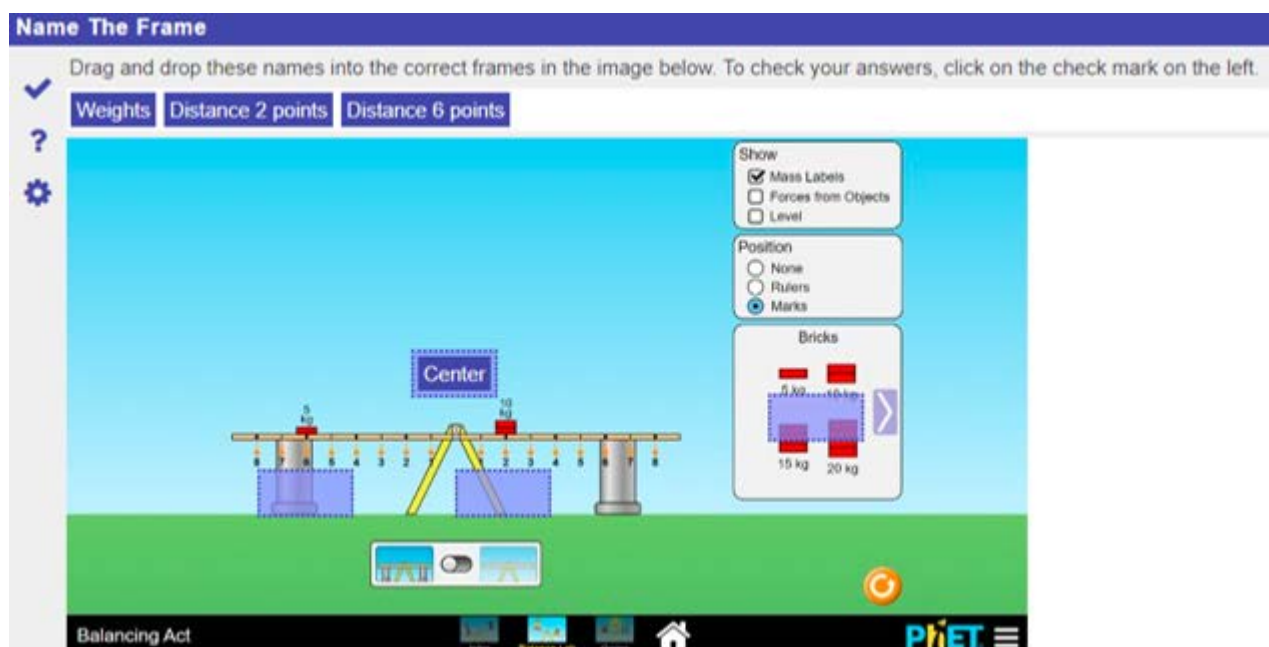 Name The Frame
Drag and drop these names into the correct frames in the image below. To check your answers, click on the check mark on the left.
Weights Distance 2 points Distance 6 points
?
Show
Mass Labels
Forces from Objects
Level
Position
None
Rulers
Marks
Bricks
5 kg 10 kg
15 kg 20 kg
Center
5
kg
10
kg
8 7 6 5 4 3 2 1 1 2 3 4 5 6 7 8
Balancing Act
PhET